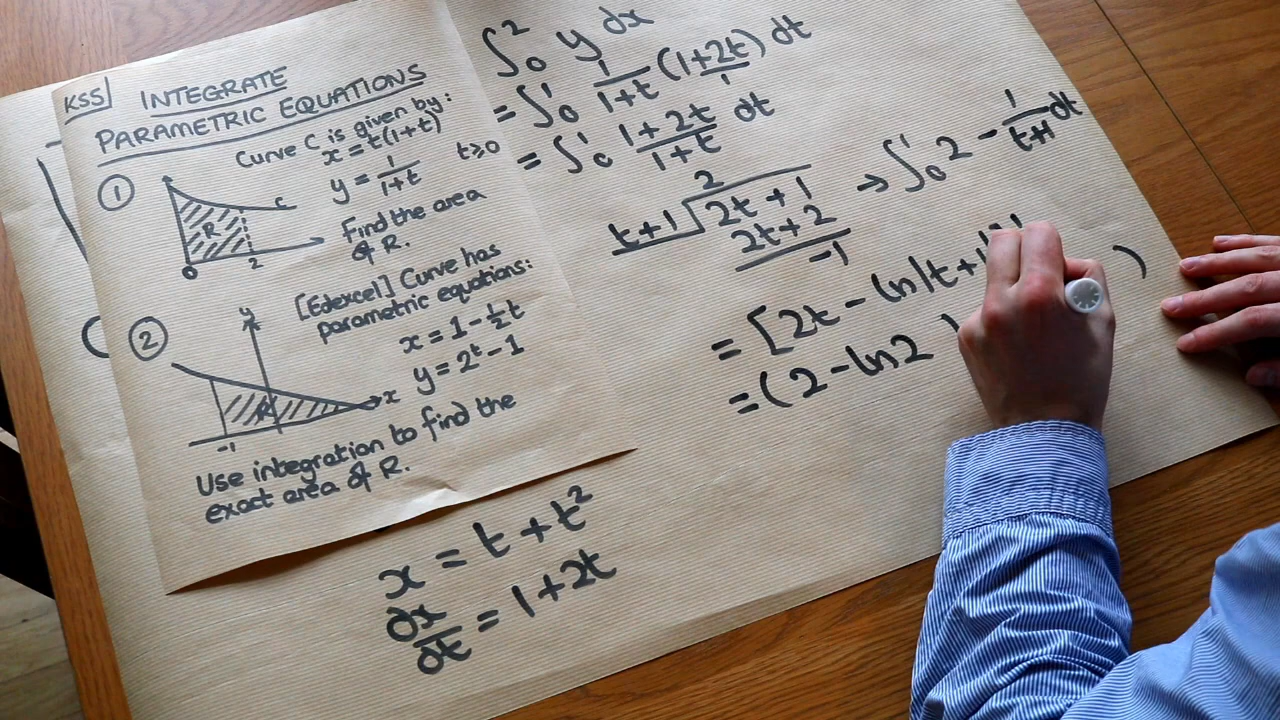 KS5 INTEGRATE
PARAMETRIC EQUATIONS
① Curve C is given by:
x = t(1+t)
y = 1/(1+t) t≥0
C
R
0 2
Find the area
of R.
② [Edexcel] Curve has
parametric equations:
x = 1 - ½t
y = 2^t - 1
y
x
R
-1
Use integration to find the
exact area of R.
∫₀² y dx
= ∫₀¹ 1/(1+t) (1+2t)/1 dt
= ∫₀¹ (1+2t)/(1+t) dt
2
t+1 2t + 1
2t + 2
-1
→ ∫₀¹ 2 - 1/(t+1) dt
= [2t - ln|t+1|
= (2 - ln2 )
x = t + t²
dx/dt = 1+2t